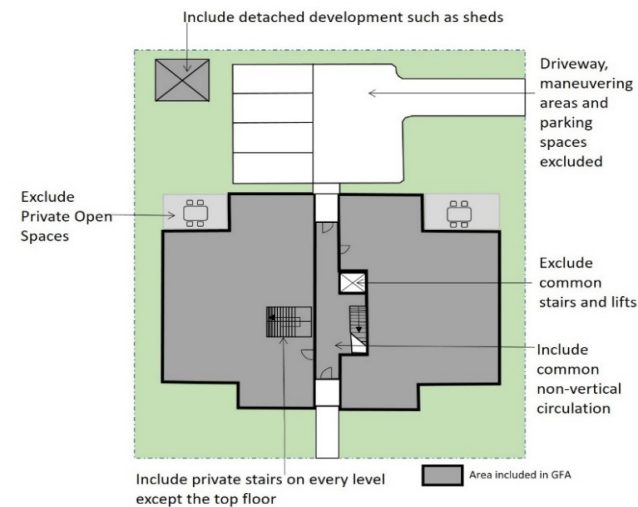 Include detached development such as sheds
Driveway,
maneuvering
areas and
parking
spaces
excluded
Exclude
Private Open
Spaces
Exclude
common
stairs and lifts
Include
common
non-vertical
circulation
Include private stairs on every level
except the top floor
Area included in GFA